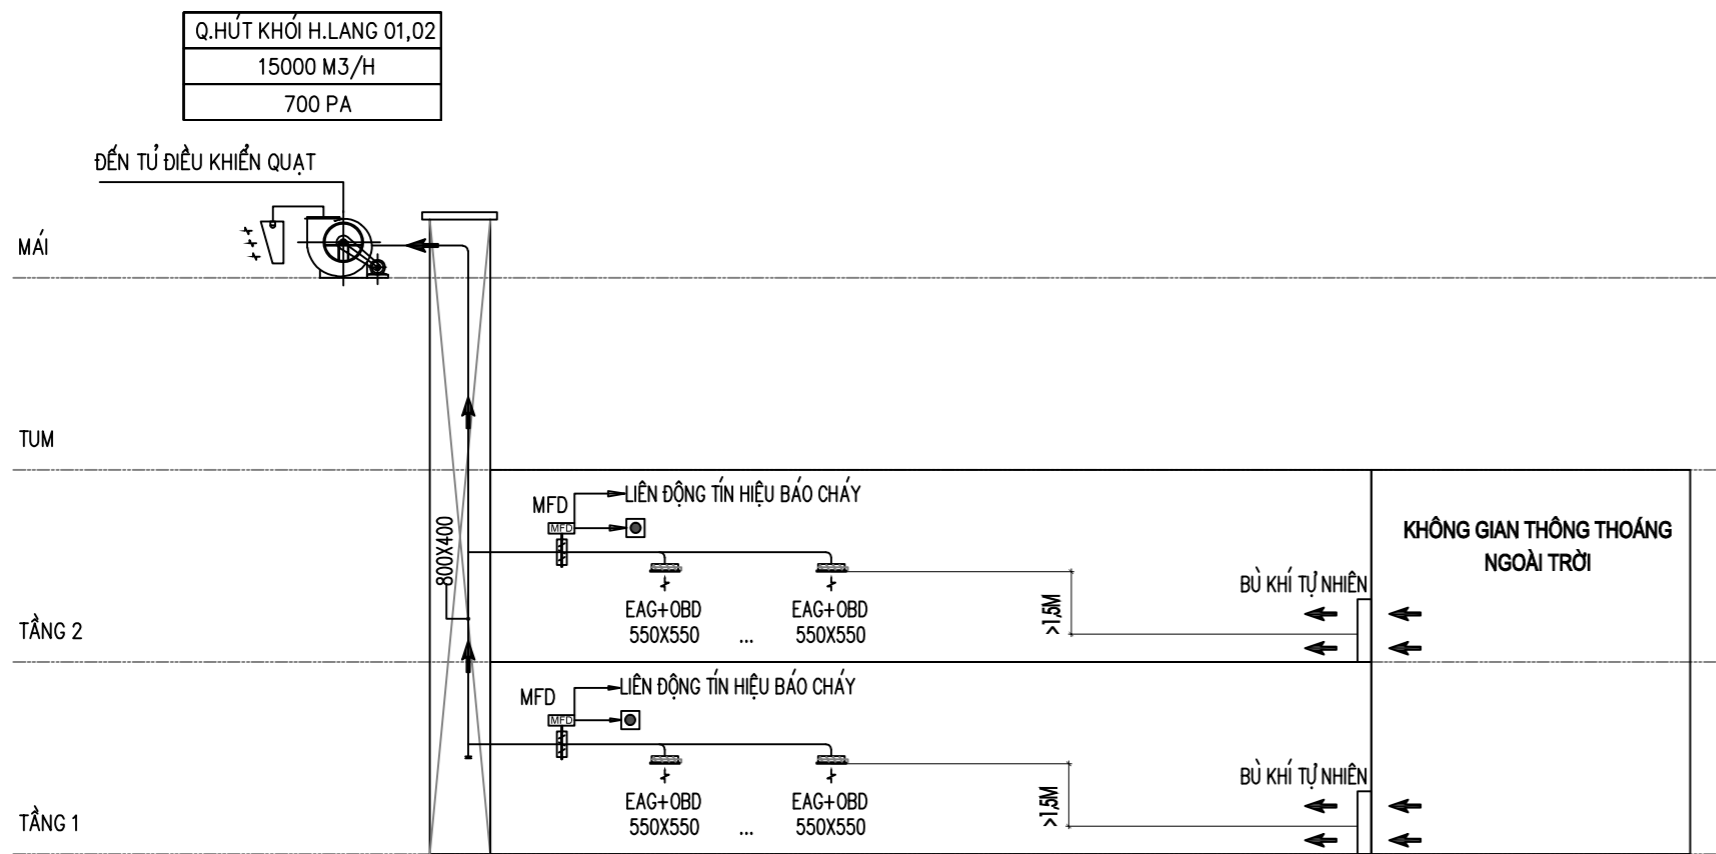 Q.HÚT KHÓI H.LANG 01,02
15000 M3/H
700 PA
ĐẾN TỦ ĐIỀU KHIỂN QUẠT
MÁI
TUM
800X400
MFD
LIÊN ĐỘNG TÍN HIỆU BÁO CHÁY
MFD
EAG+OBD
550X550
...
EAG+OBD
550X550
>1,5M
BÙ KHÍ TỰ NHIÊN
KHÔNG GIAN THÔNG THOÁNG
NGOÀI TRỜI
TẦNG 2
MFD
LIÊN ĐỘNG TÍN HIỆU BÁO CHÁY
MFD
EAG+OBD
550X550
...
EAG+OBD
550X550
>1,5M
BÙ KHÍ TỰ NHIÊN
TẦNG 1